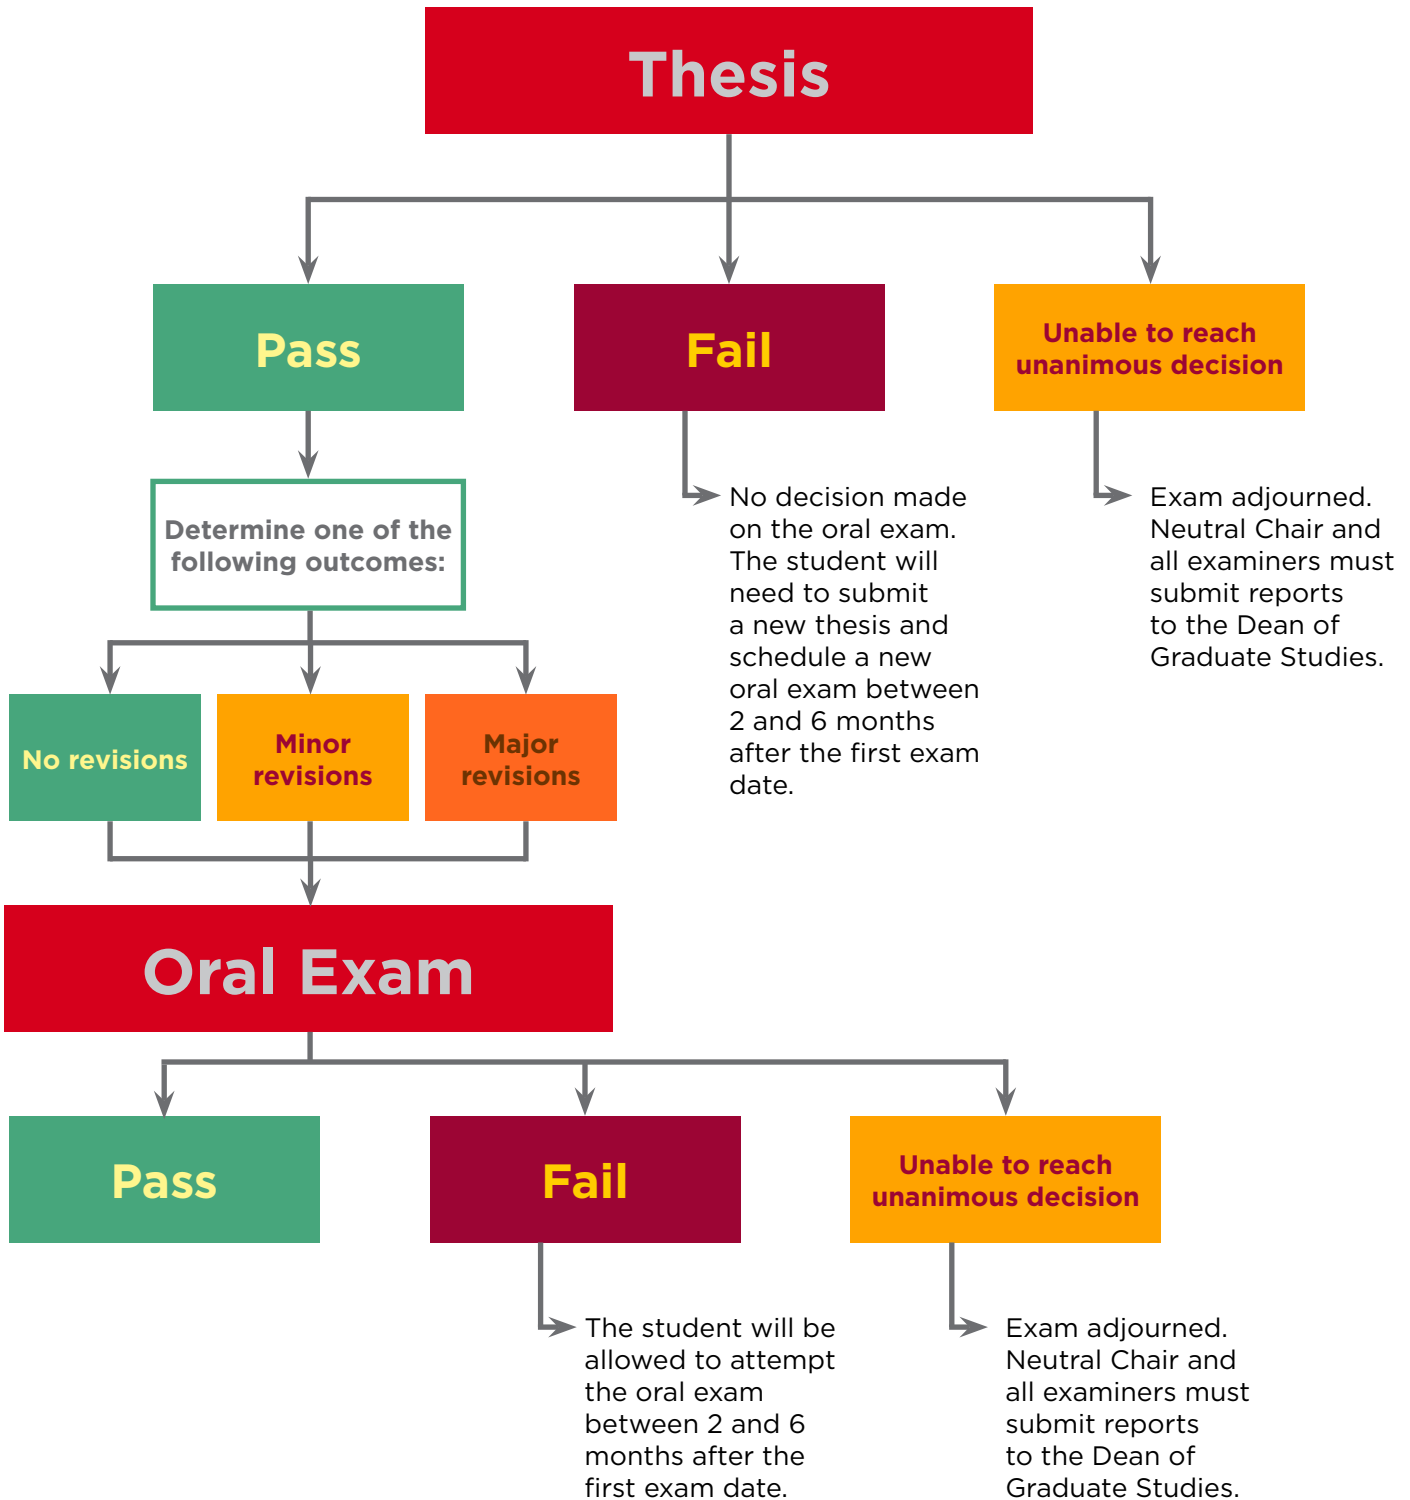 Thesis
Pass
Fail
Unable to reach
unanimous decision
Determine one of the
following outcomes:
No decision made
on the oral exam.
The student will
need to submit
a new thesis and
schedule a new
oral exam between
2 and 6 months
after the first exam
date.
Exam adjourned.
Neutral Chair and
all examiners must
submit reports
to the Dean of
Graduate Studies.
No revisions
Minor
revisions
Major
revisions
Oral Exam
Pass
Fail
Unable to reach
unanimous decision
The student will be
allowed to attempt
the oral exam
between 2 and 6
months after the
first exam date.
Exam adjourned.
Neutral Chair and
all examiners must
submit reports
to the Dean of
Graduate Studies.